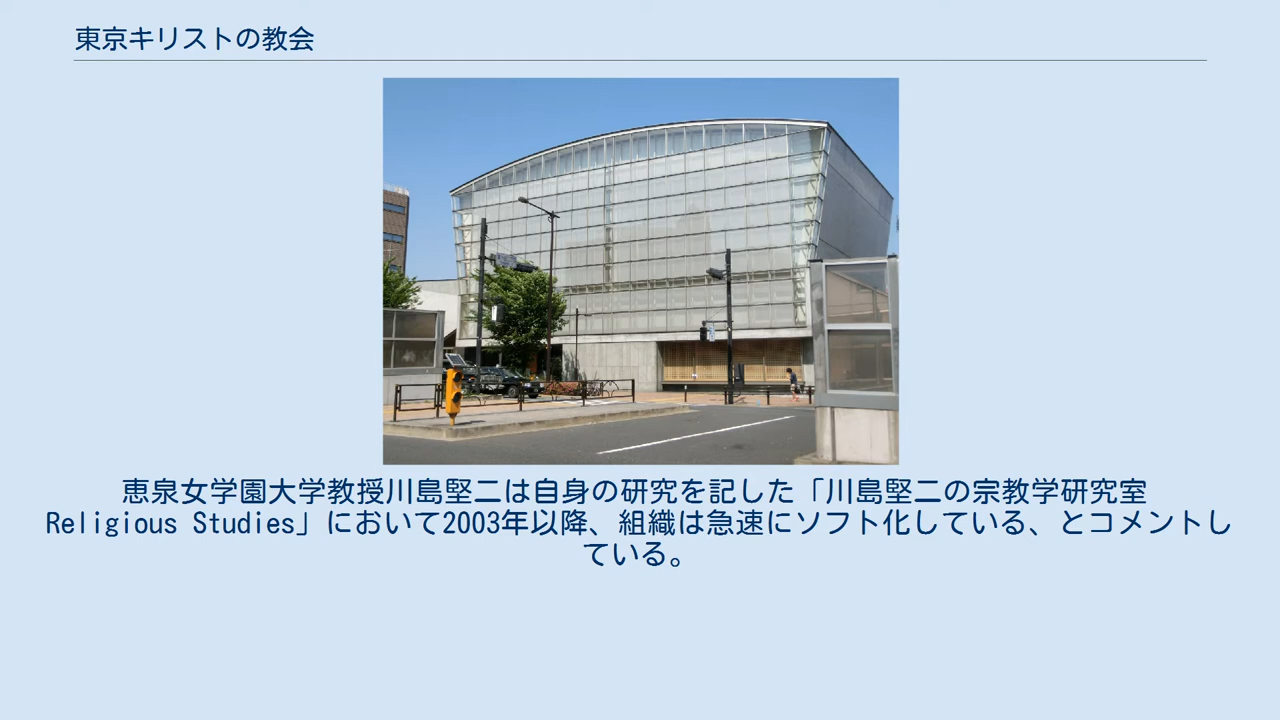 東京キリストの教会
恵泉女学園大学教授川島堅二は自身の研究を記した「川島堅二の宗教学研究室
Religious Studies」において2003年以降、組織は急速にソフト化している、とコメントし
ている。